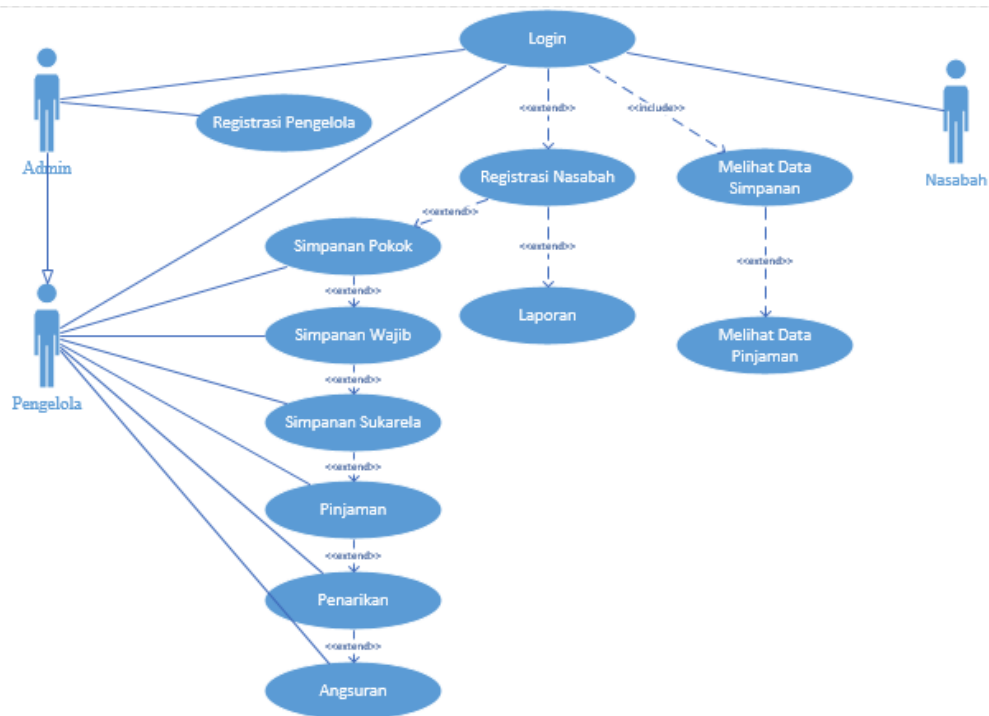 Login
Admin
Registrasi Pengelola
<<extend>>
<<include>>
Nasabah
Registrasi Nasabah
Melihat Data
Simpanan
<<extend>>
Simpanan Pokok
<<extend>>
<<extend>>
<<extend>>
Laporan
Simpanan Wajib
Melihat Data
Pinjaman
<<extend>>
Pengelola
Simpanan Sukarela
<<extend>>
Pinjaman
<<extend>>
Penarikan
<<extend>>
Angsuran